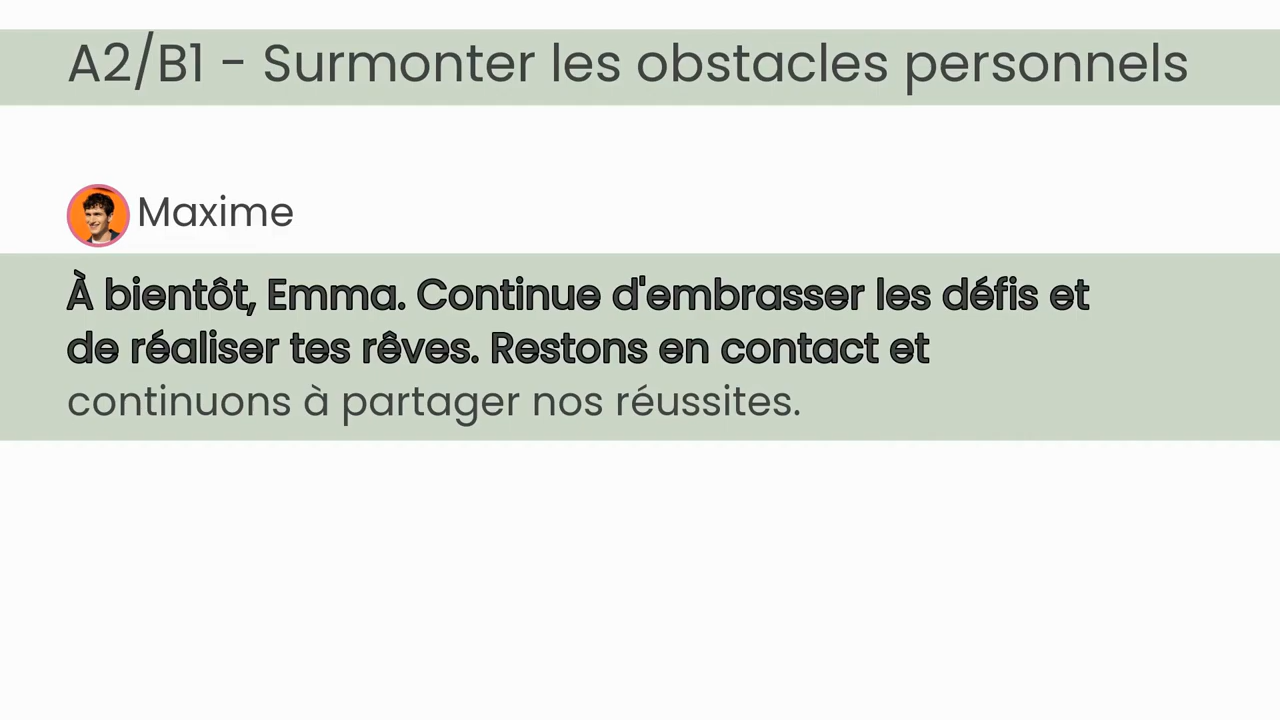 A2/B1 - Surmonter les obstacles personnels
Maxime
À bientôt, Emma. Continue d'embrasser les défis et
de réaliser tes rêves. Restons en contact et
continuons à partager nos réussites.